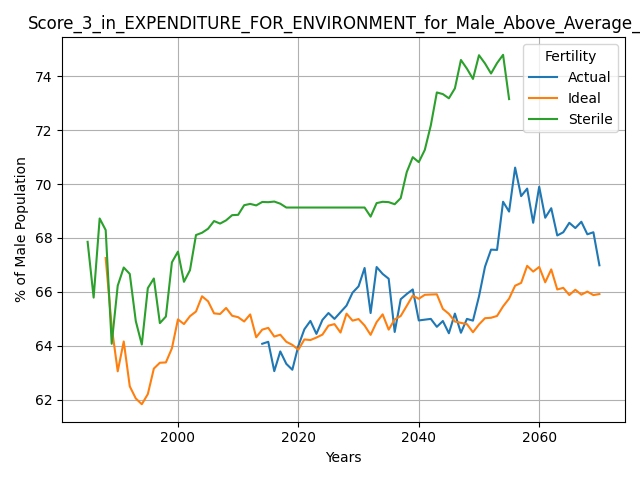 Score_3_in_EXPENDITURE_FOR_ENVIRONMENT_for_Male_Above_Average_
Fertility
Actual
Ideal
Sterile
% of Male Population
74
72
70
68
66
64
62
2000
2020
2040
2060
Years